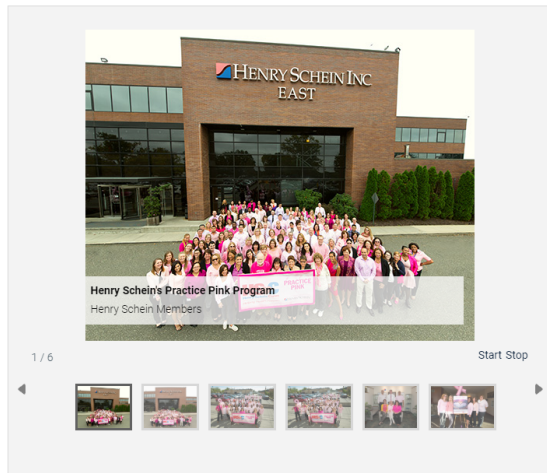 HENRY SCHEIN INC
EAST
PRACTICE
PINK
Henry Schein's Practice Pink Program
Henry Schein Members
1 / 6
Start Stop